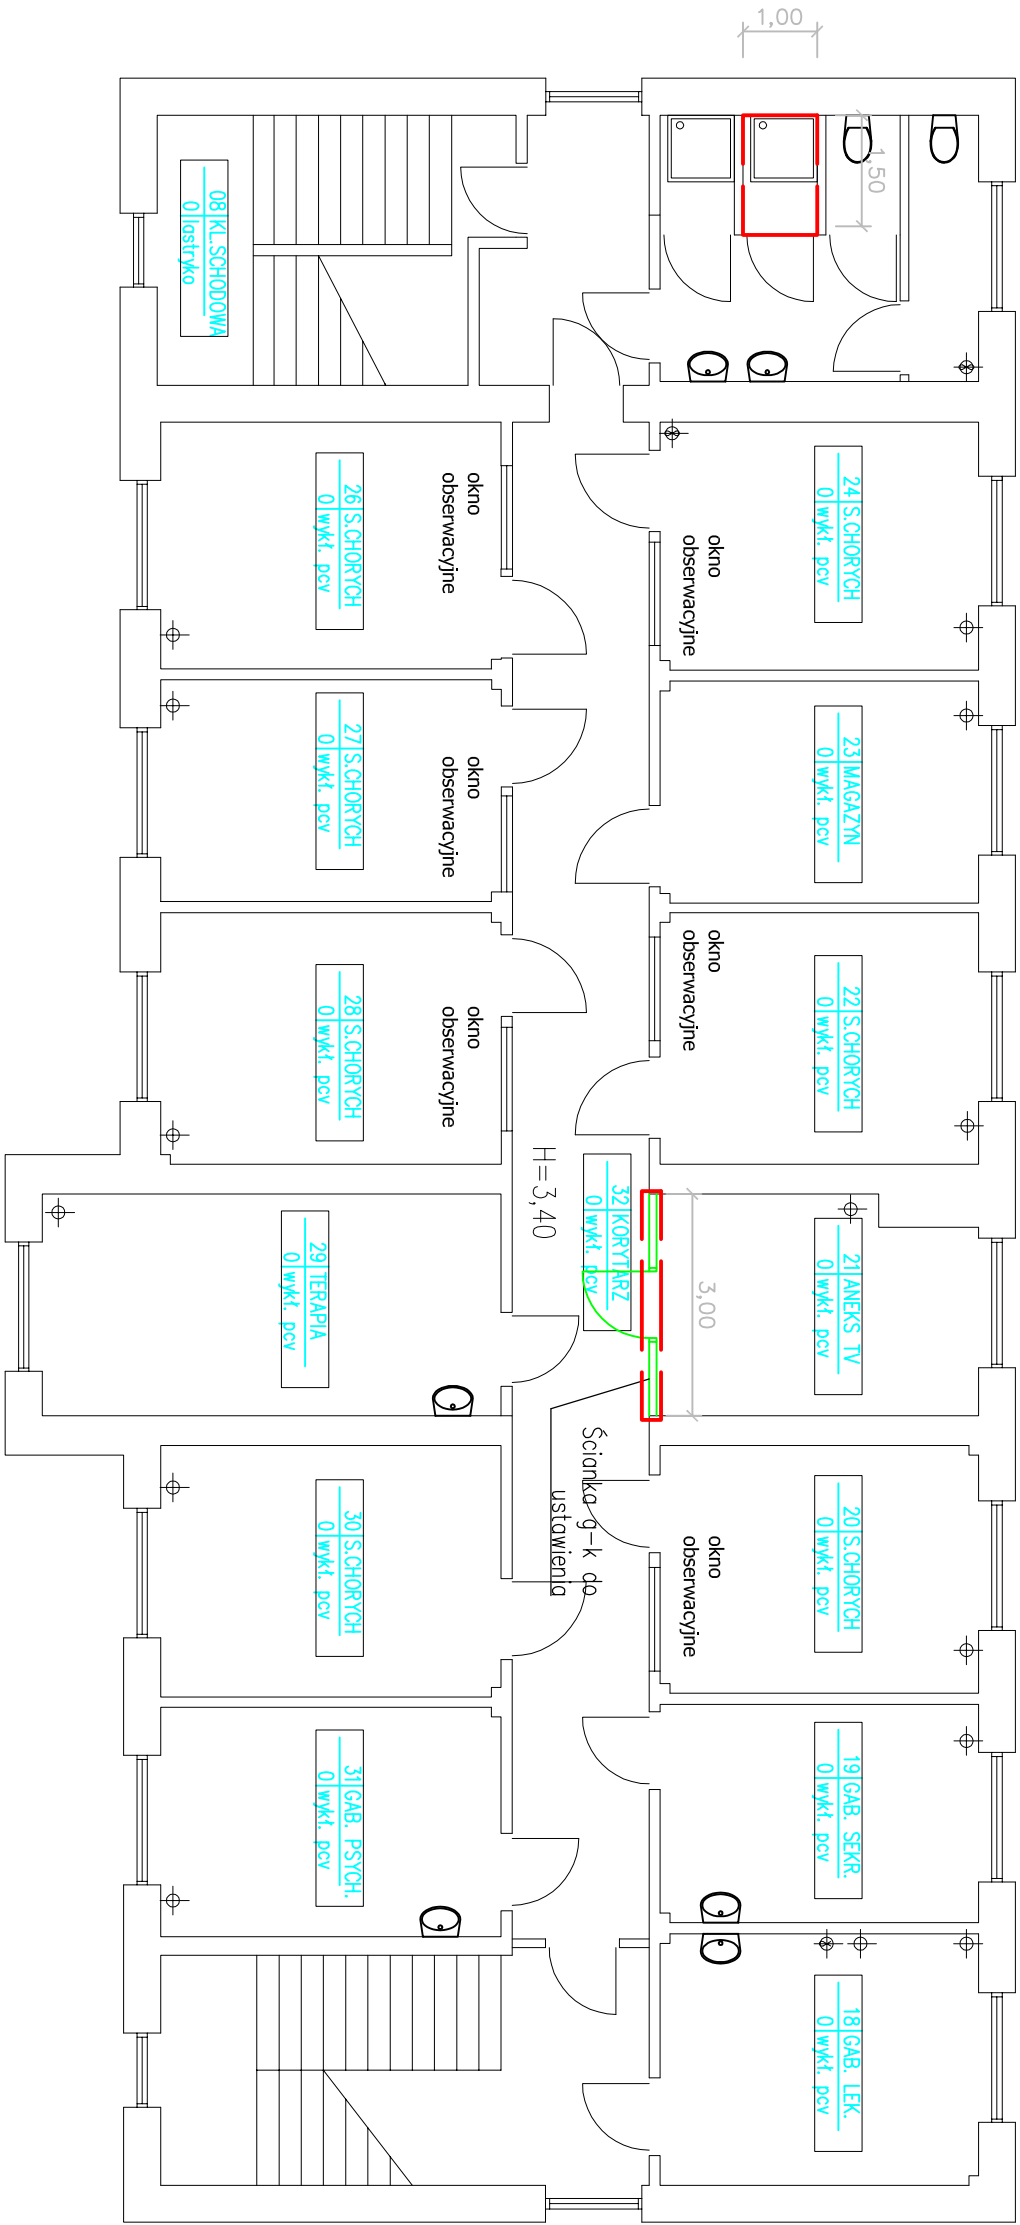 1,00
1,50
08 KL.SCHODOWA
0 lastryko
26 S.CHORYCH
0 wykł. pcv
okno
obserwacyjne
24 S.CHORYCH
0 wykł. pcv
okno
obserwacyjne
27 S.CHORYCH
0 wykł. pcv
okno
obserwacyjne
23 MAGAZYN
0 wykł. pcv
28 S.CHORYCH
0 wykł. pcv
okno
obserwacyjne
22 S.CHORYCH
0 wykł. pcv
okno
obserwacyjne
H=3,40
32 KORYTARZ
0 wykł. pcv
29 TERAPIA
0 wykł. pcv
3,00
21 ANEKS TV
0 wykł. pcv
Ścianka g-k do
ustawienia
30 S.CHORYCH
0 wykł. pcv
20 S.CHORYCH
0 wykł. pcv
okno
obserwacyjne
31 GAB. PSYCH.
0 wykł. pcv
19 GAB. SEKR.
0 wykł. pcv
18 GAB. LEK.
0 wykł. pcv